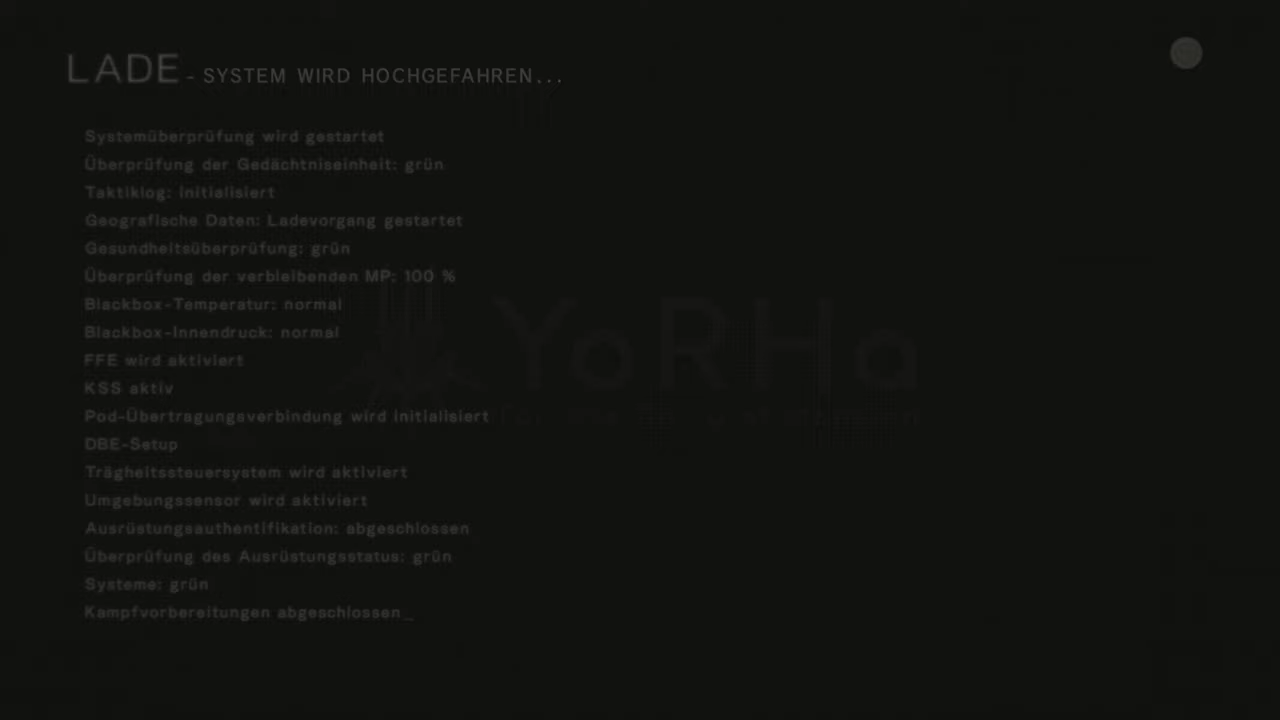 LADE - SYSTEM WIRD HOCHGEFAHREN...
Systemüberprüfung wird gestartet
Überprüfung der Gedächtniseinheit: grün
Taktiklog: initialisiert
Geografische Daten: Ladevorgang gestartet
Gesundheitsüberprüfung: grün
Überprüfung der verbleibenden MP: 100 %
Blackbox-Temperatur: normal
Blackbox-Innendruck: normal
FFE wird aktiviert
KSS aktiv
Pod-Übertragungsverbindung wird initialisiert
DBE-Setup
Trägheitssteuersystem wird aktiviert
Umgebungssensor wird aktiviert
Ausrüstungsauthentifikation: abgeschlossen
Überprüfung des Ausrüstungsstatus: grün
Systeme: grün
Kampfvorbereitungen abgeschlossen_
YoRHa